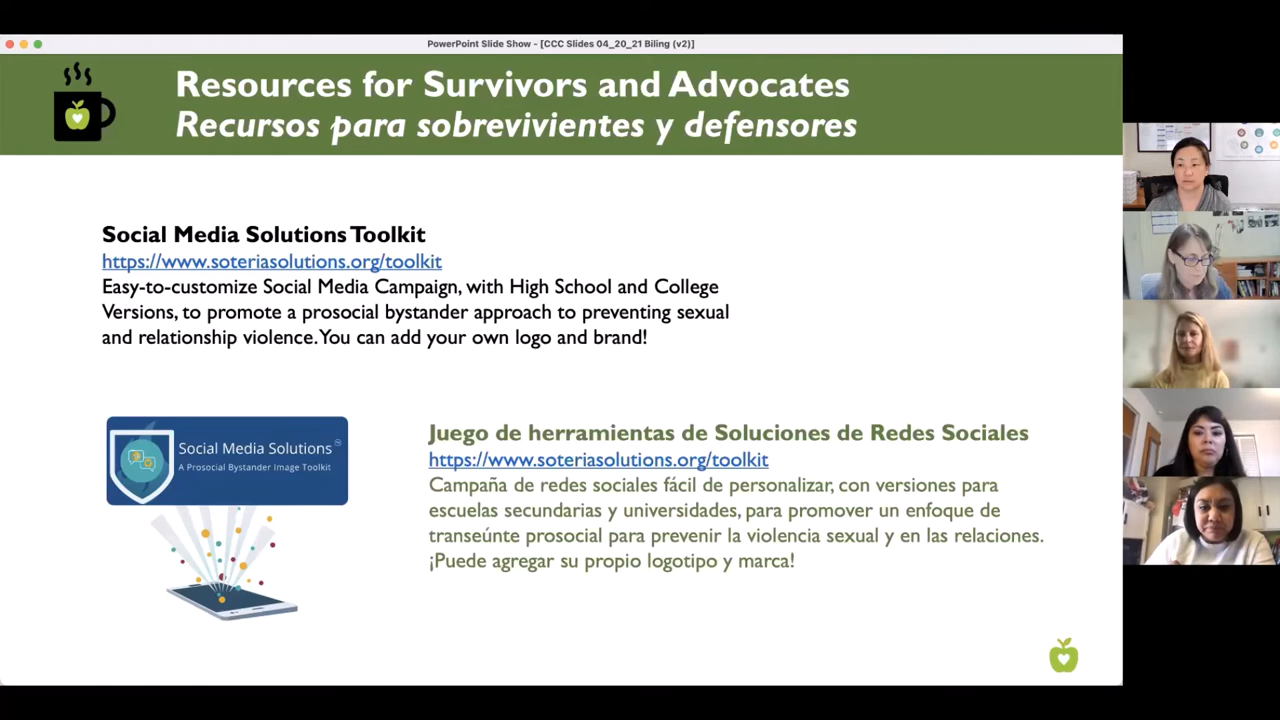 PowerPoint Slide Show - [CCC Slides 04_20_21 Biling (v2)]
Resources for Survivors and Advocates
Recursos para sobrevivientes y defensores
Social Media Solutions Toolkit
https://www.soteriasolutions.org/toolkit
Easy-to-customize Social Media Campaign, with High School and College
Versions, to promote a prosocial bystander approach to preventing sexual
and relationship violence. You can add your own logo and brand!
Social Media Solutions
A Prosocial Bystander Image Toolkit
Juego de herramientas de Soluciones de Redes Sociales
https://www.soteriasolutions.org/toolkit
Campaña de redes sociales fácil de personalizar, con versiones para
escuelas secundarias y universidades, para promover un enfoque de
transeúnte prosocial para prevenir la violencia sexual y en las relaciones.
¡Puede agregar su propio logotipo y marca!